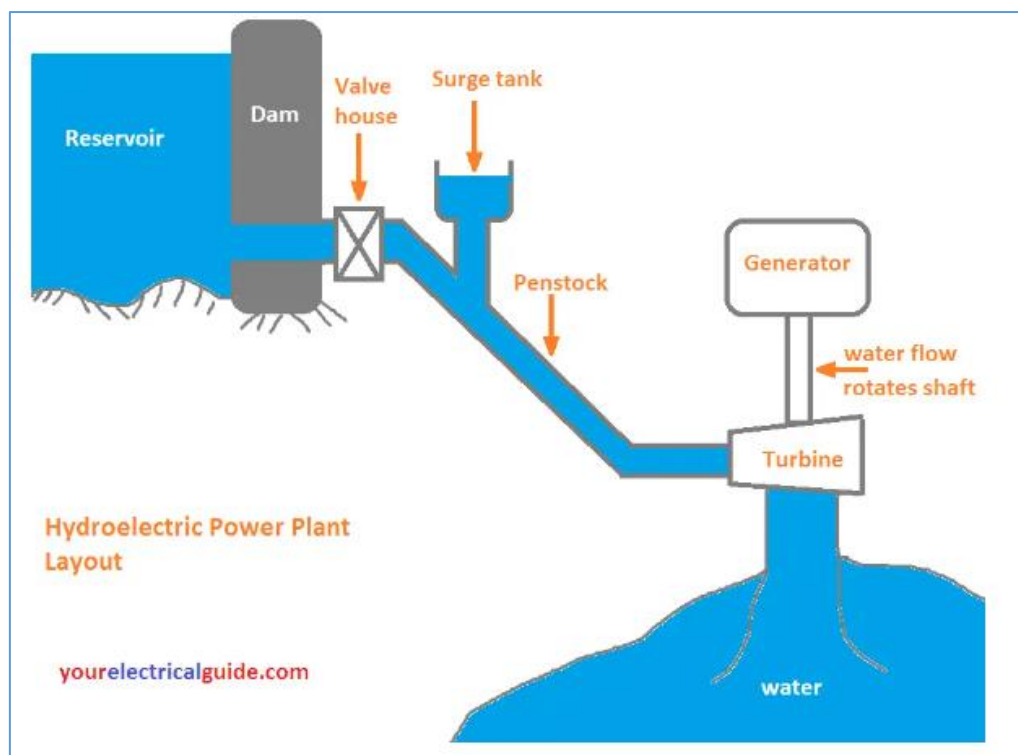 Reservoir
Dam
Valve
house
Surge tank
Penstock
Generator
water flow
rotates shaft
Turbine
Hydroelectric Power Plant
Layout
yourelectricalguide.com
water